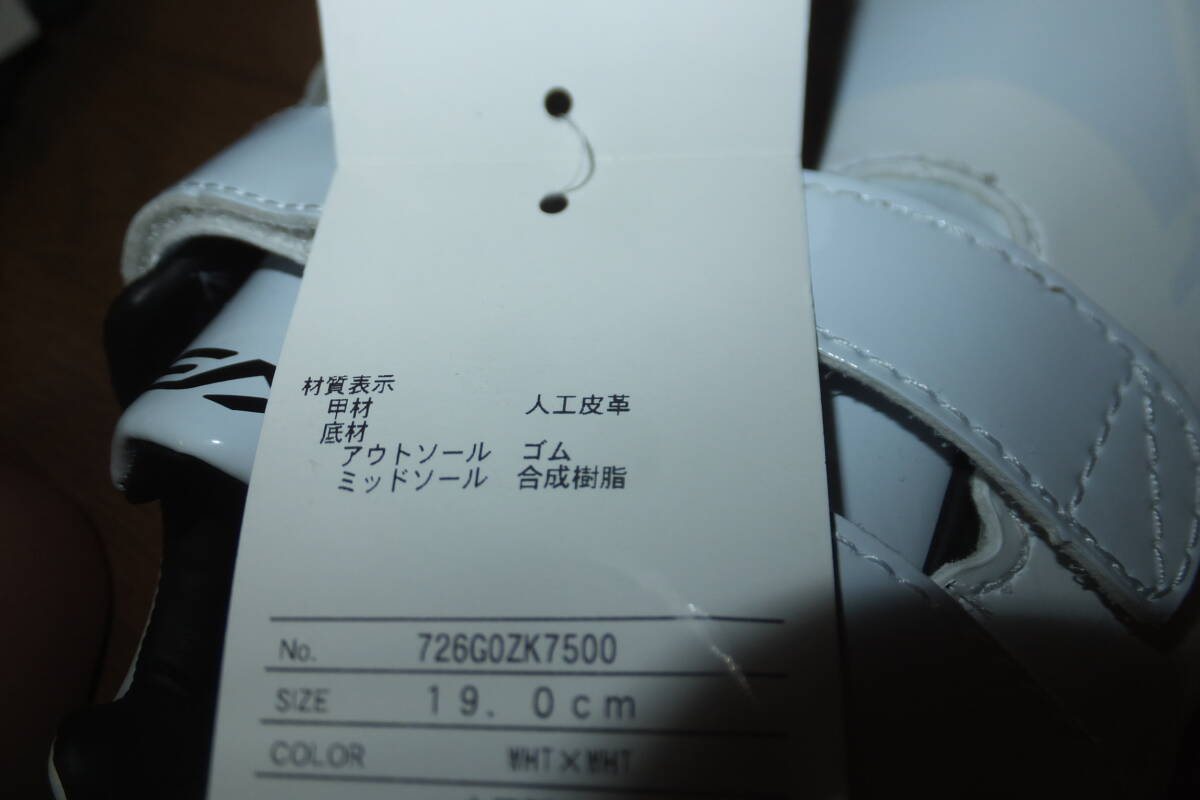 材質表示
甲材 人工皮革
底材
アウトソール ゴム
ミッドソール 合成樹脂
No. 726G0ZK7500
SIZE 19. 0cm
COLOR WHT×WHT